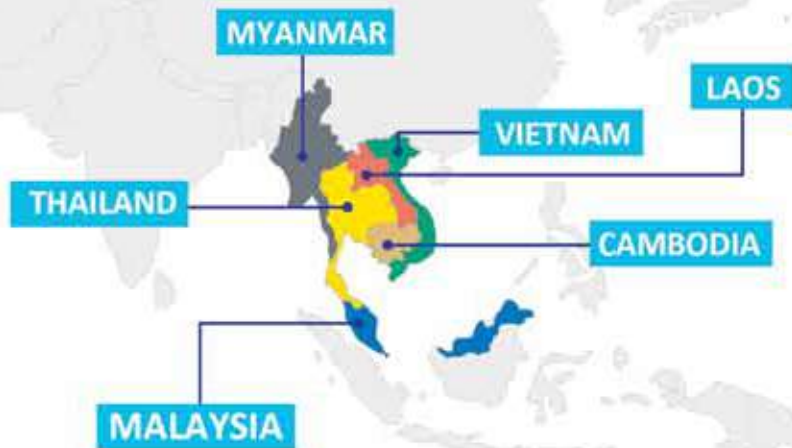 MYANMAR
LAOS
VIETNAM
THAILAND
CAMBODIA
MALAYSIA